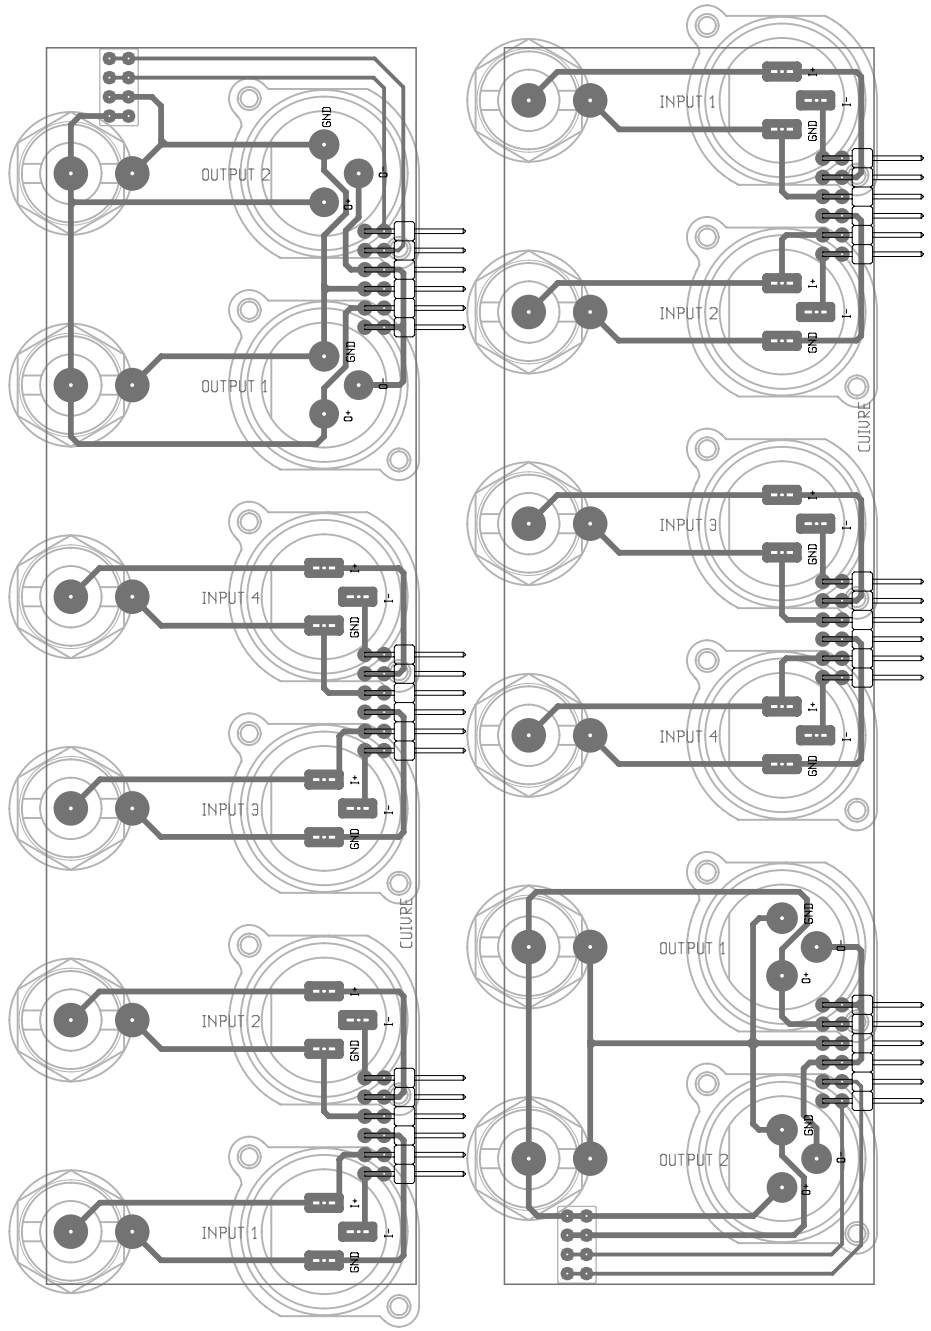 GND
OUTPUT 2
O-
O+
GND
OUTPUT 1
O-
O+
I+
INPUT 4
I-
GND
I+
INPUT 3
I-
GND
CUIVRE
I+
INPUT 2
I-
GND
I+
INPUT 1
I-
GND
I+
INPUT 1
I-
GND
I+
INPUT 2
I-
GND
CUIVRE
I+
INPUT 3
I-
GND
I+
INPUT 4
I-
GND
GND
OUTPUT 1
O-
O+
GND
OUTPUT 2
O-
O+